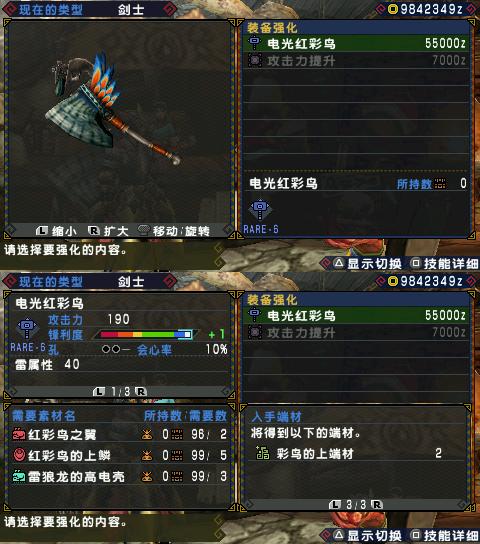 现在的类型 剑士
9842349z
装备强化
电光红彩鸟 55000z
攻击力提升 7000z
电光红彩鸟 所持数 0
RARE-6
L 缩小 R 扩大 移动/旋转
请选择要强化的内容。
△显示切换 □技能详细
现在的类型 剑士
9842349z
电光红彩鸟
攻击力 190
锋利度 +1
RARE-6 孔 ○○— 会心率 10%
雷属性 40
L 1/3 R
装备强化
电光红彩鸟 55000z
攻击力提升 7000z
需要素材名 所持数/需要数
红彩鸟之翼 0 96/ 2
红彩鸟的上鳞 0 99/ 5
雷狼龙的高电壳 0 99/ 3
入手端材
将得到以下的端材。
彩鸟的上端材 2
L 3/3 R
请选择要强化的内容。
△显示切换 □技能详细